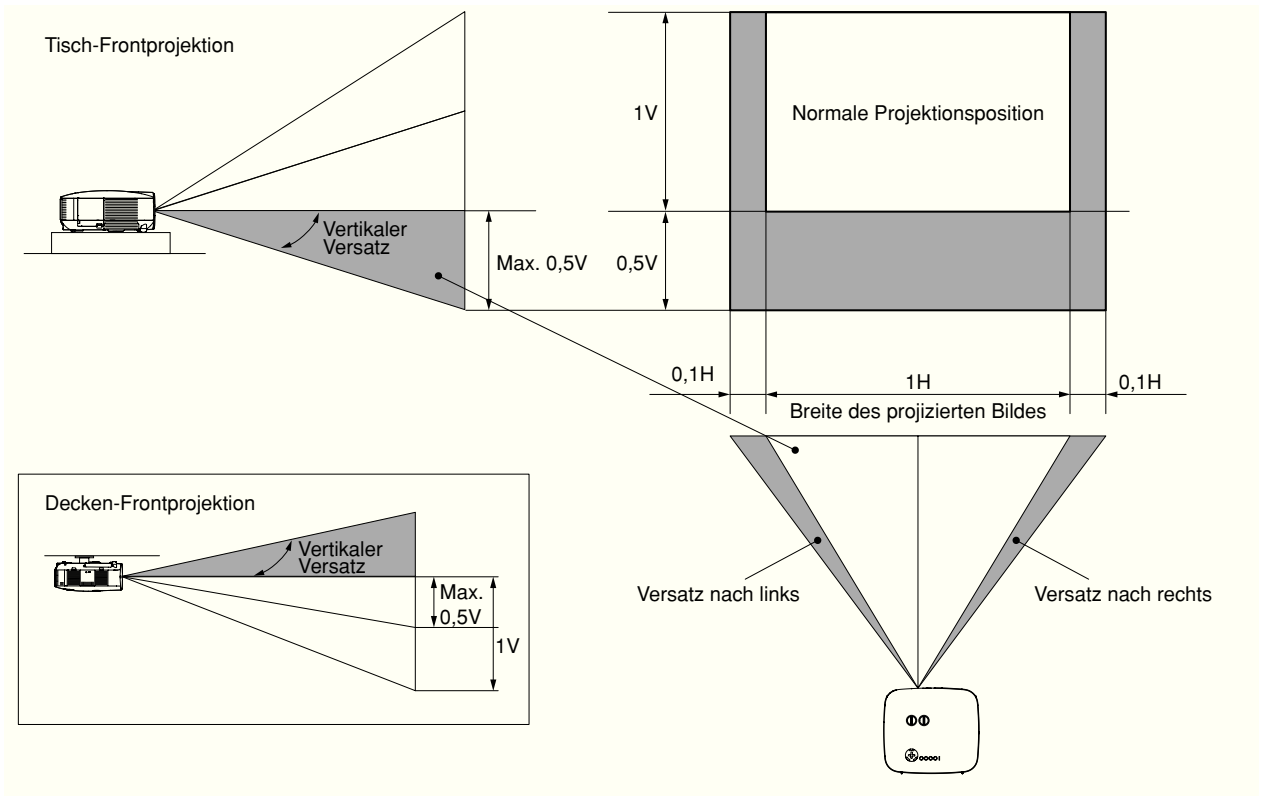 Tisch-Frontprojektion
1V
Normale Projektionsposition
Vertikaler
Versatz
Max. 0,5V
0,5V
0,1H
1H
0,1H
Breite des projizierten Bildes
Decken-Frontprojektion
Vertikaler
Versatz
Max.
0,5V
1V
Versatz nach links
Versatz nach rechts